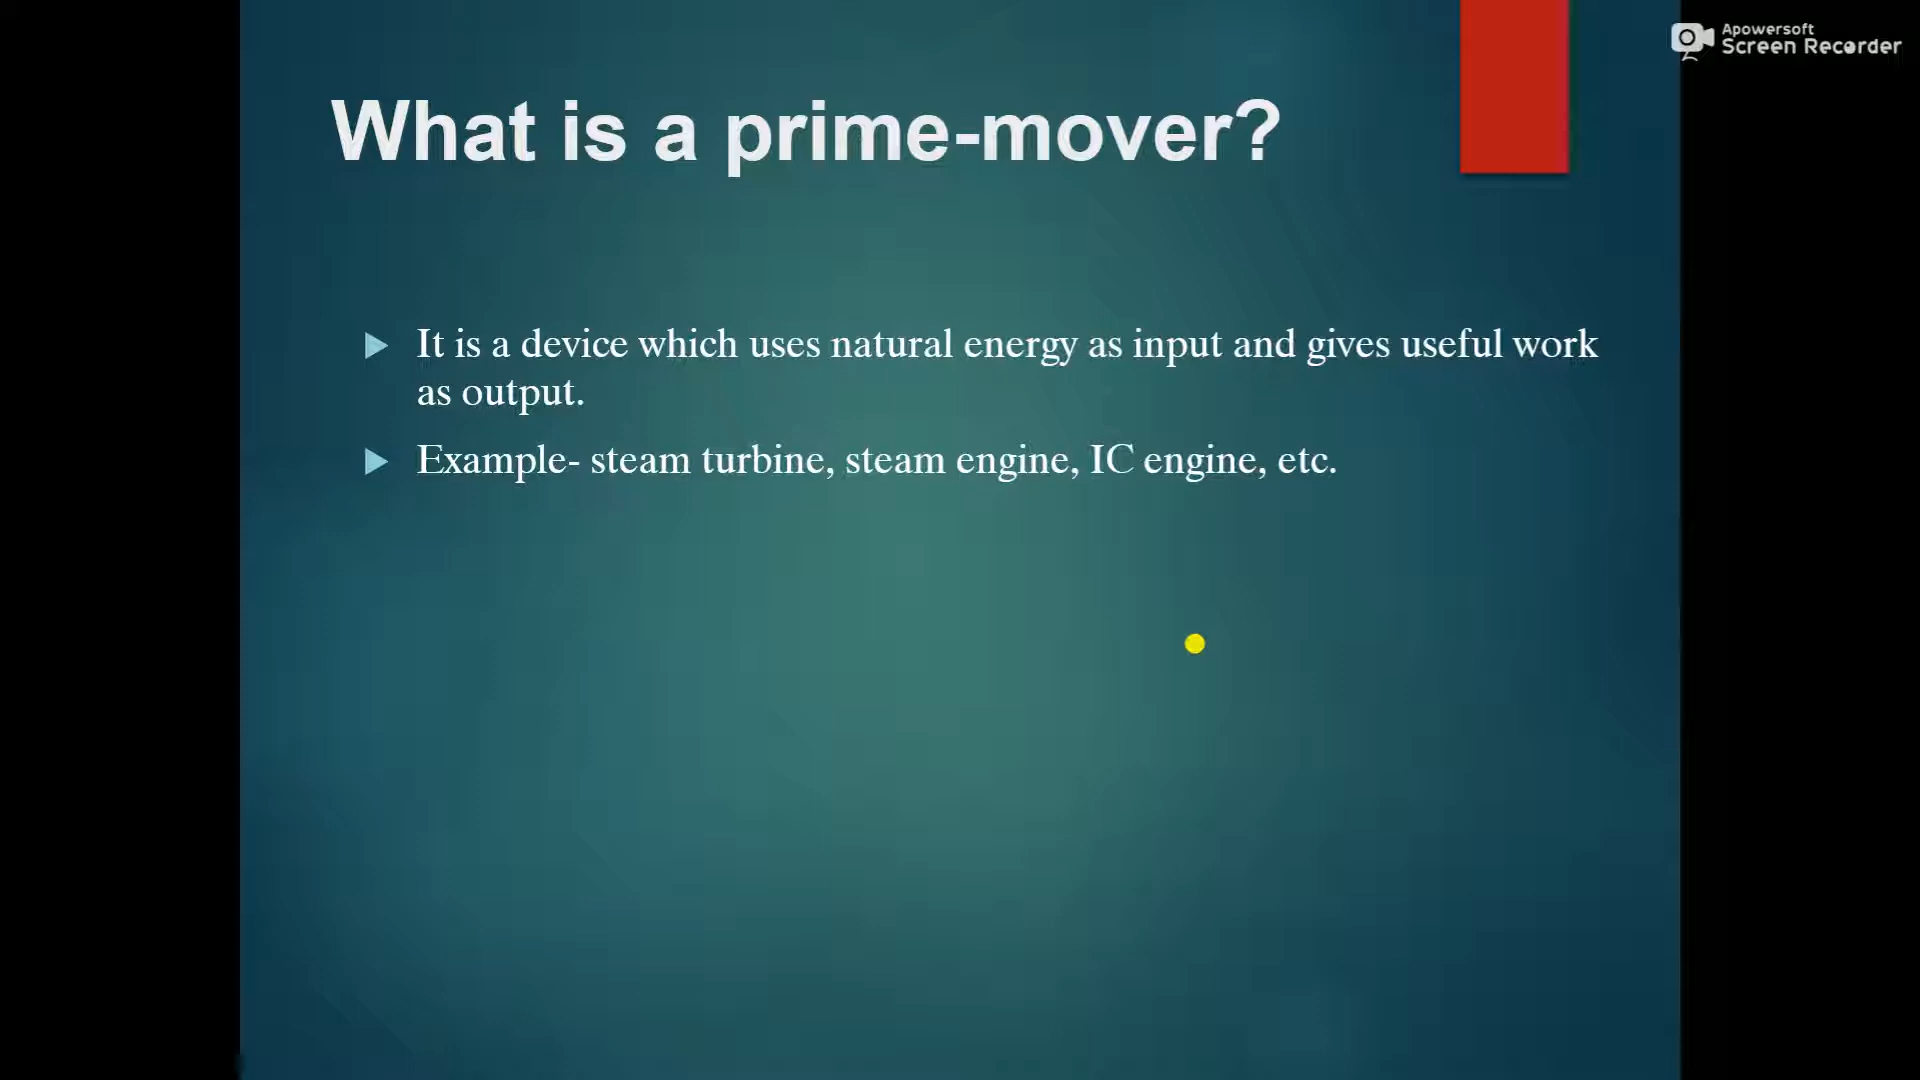 Apowersoft
Screen Recorder
What is a prime-mover?
It is a device which uses natural energy as input and gives useful work
as output.
Example- steam turbine, steam engine, IC engine, etc.